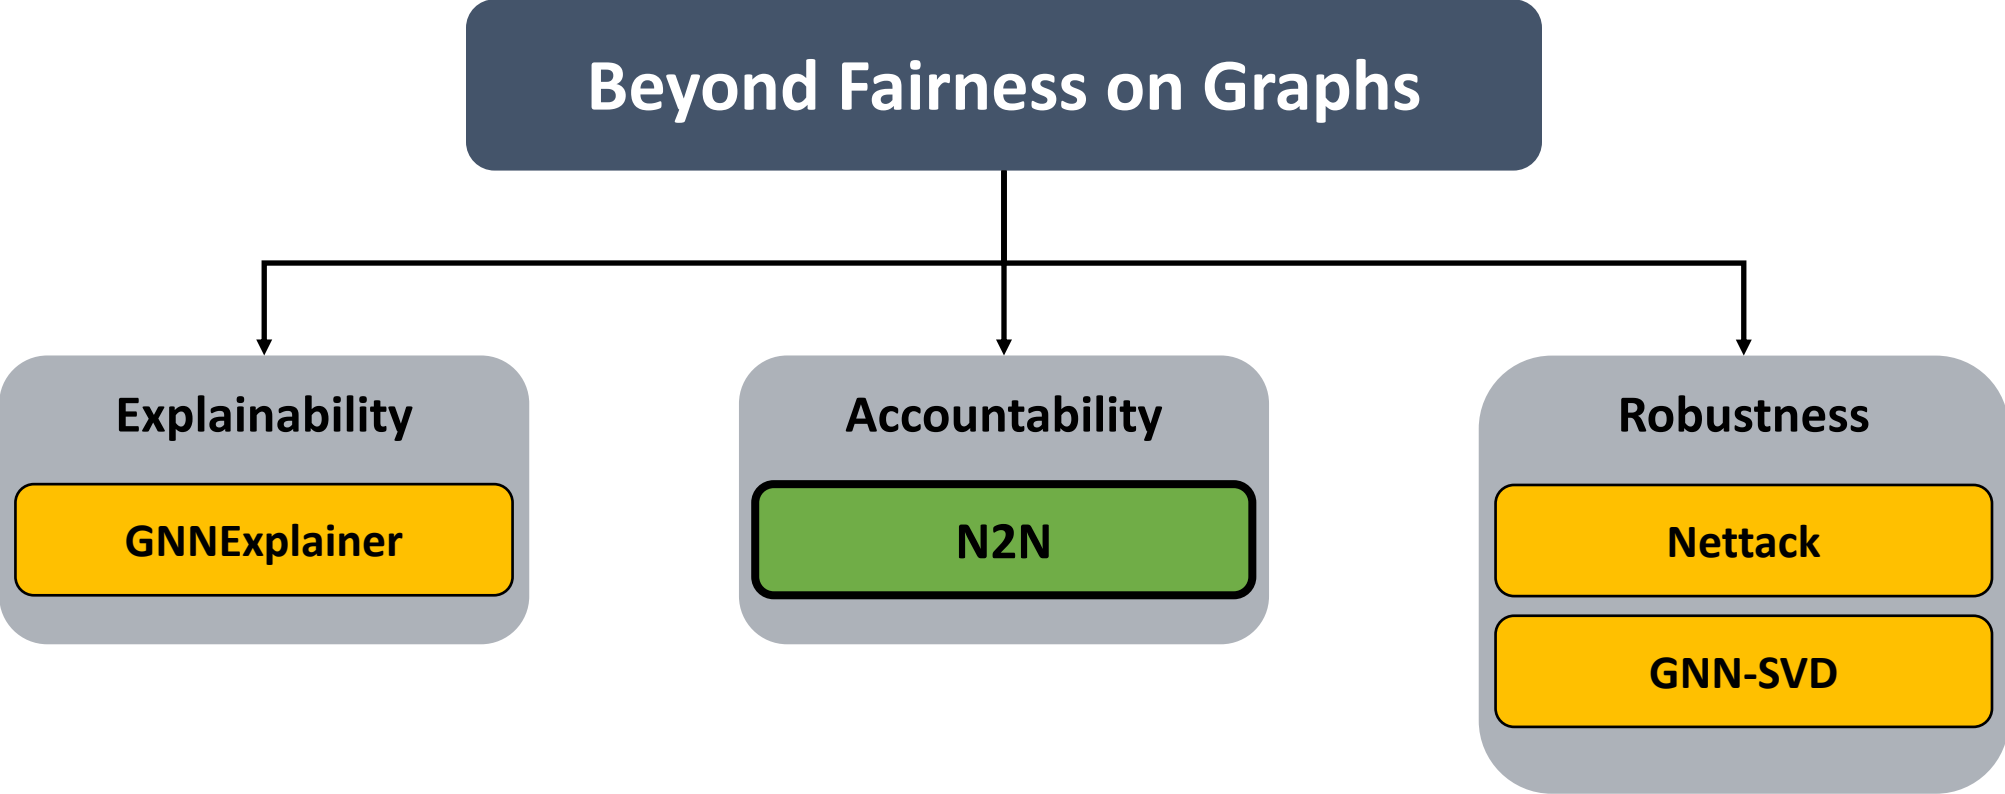 Beyond Fairness on Graphs
Explainability
GNNExplainer
Accountability
N2N
Robustness
Nettack
GNN-SVD